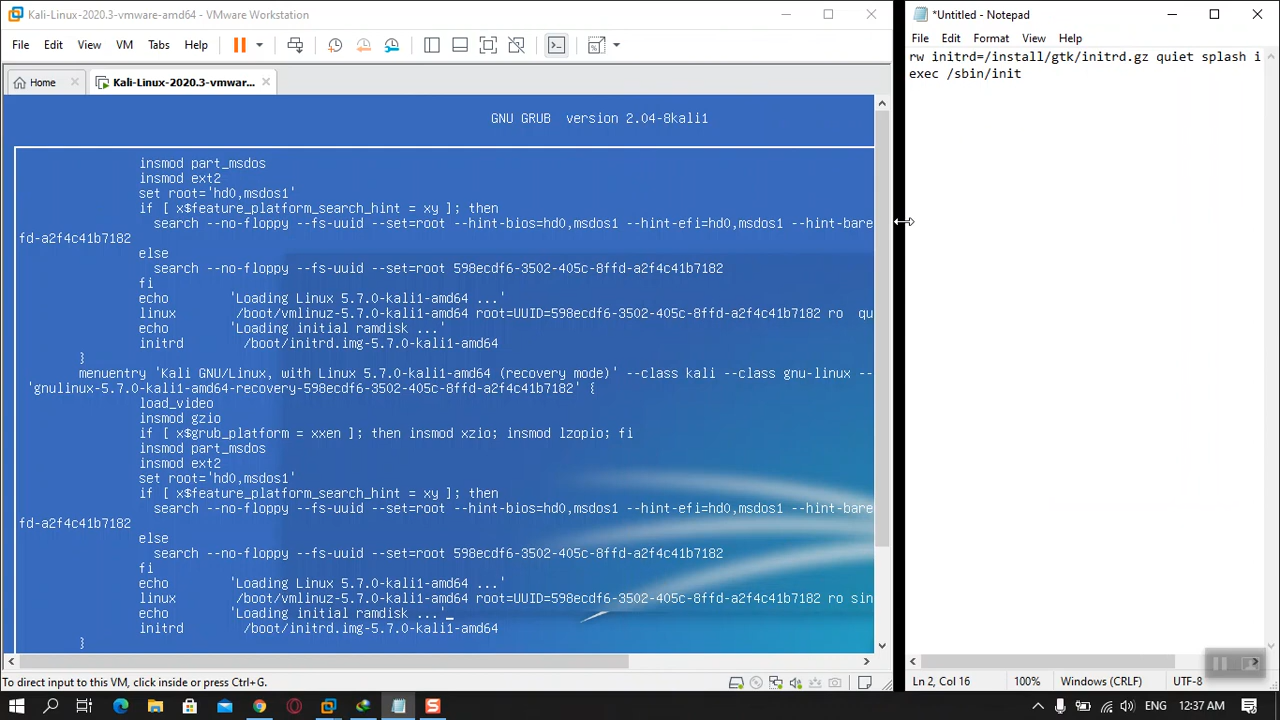 Kali-Linux-2020.3-vmware-amd64 - VMware Workstation
File Edit View VM Tabs Help
Home Kali-Linux-2020.3-vmwar...
GNU GRUB version 2.04-8kali1
insmod part_msdos
insmod ext2
set root='hd0,msdos1'
if [ x$feature_platform_search_hint = xy ]; then
search --no-floppy --fs-uuid --set=root --hint-bios=hd0,msdos1 --hint-efi=hd0,msdos1 --hint-bare
fd-a2f4c41b7182
else
search --no-floppy --fs-uuid --set=root 598ecdf6-3502-405c-8ffd-a2f4c41b7182
fi
echo 'Loading Linux 5.7.0-kali1-amd64 ...'
linux /boot/vmlinuz-5.7.0-kali1-amd64 root=UUID=598ecdf6-3502-405c-8ffd-a2f4c41b7182 ro qu
echo 'Loading initial ramdisk ...'
initrd /boot/initrd.img-5.7.0-kali1-amd64
}
menuentry 'Kali GNU/Linux, with Linux 5.7.0-kali1-amd64 (recovery mode)' --class kali --class gnu-linux --
'gnulinux-5.7.0-kali1-amd64-recovery-598ecdf6-3502-405c-8ffd-a2f4c41b7182' {
load_video
insmod gzio
if [ x$grub_platform = xxen ]; then insmod xzio; insmod lzopio; fi
insmod part_msdos
insmod ext2
set root='hd0,msdos1'
if [ x$feature_platform_search_hint = xy ]; then
search --no-floppy --fs-uuid --set=root --hint-bios=hd0,msdos1 --hint-efi=hd0,msdos1 --hint-bare
fd-a2f4c41b7182
else
search --no-floppy --fs-uuid --set=root 598ecdf6-3502-405c-8ffd-a2f4c41b7182
fi
echo 'Loading Linux 5.7.0-kali1-amd64 ...'
linux /boot/vmlinuz-5.7.0-kali1-amd64 root=UUID=598ecdf6-3502-405c-8ffd-a2f4c41b7182 ro sin
echo 'Loading initial ramdisk ...'_
initrd /boot/initrd.img-5.7.0-kali1-amd64
}
To direct input to this VM, click inside or press Ctrl+G.
*Untitled - Notepad
File Edit Format View Help
rw initrd=/install/gtk/initrd.gz quiet splash i
exec /sbin/init
Ln 2, Col 16 100% Windows (CRLF) UTF-8
ENG 12:37 AM